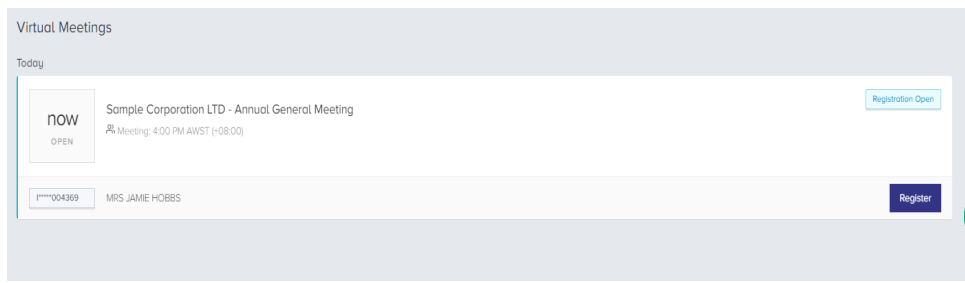 Virtual Meetings
Today
now
OPEN
Sample Corporation LTD - Annual General Meeting
Meeting: 4:00 PM AWST (+08:00)
Registration Open
I*****004369
MRS JAMIE HOBBS
Register